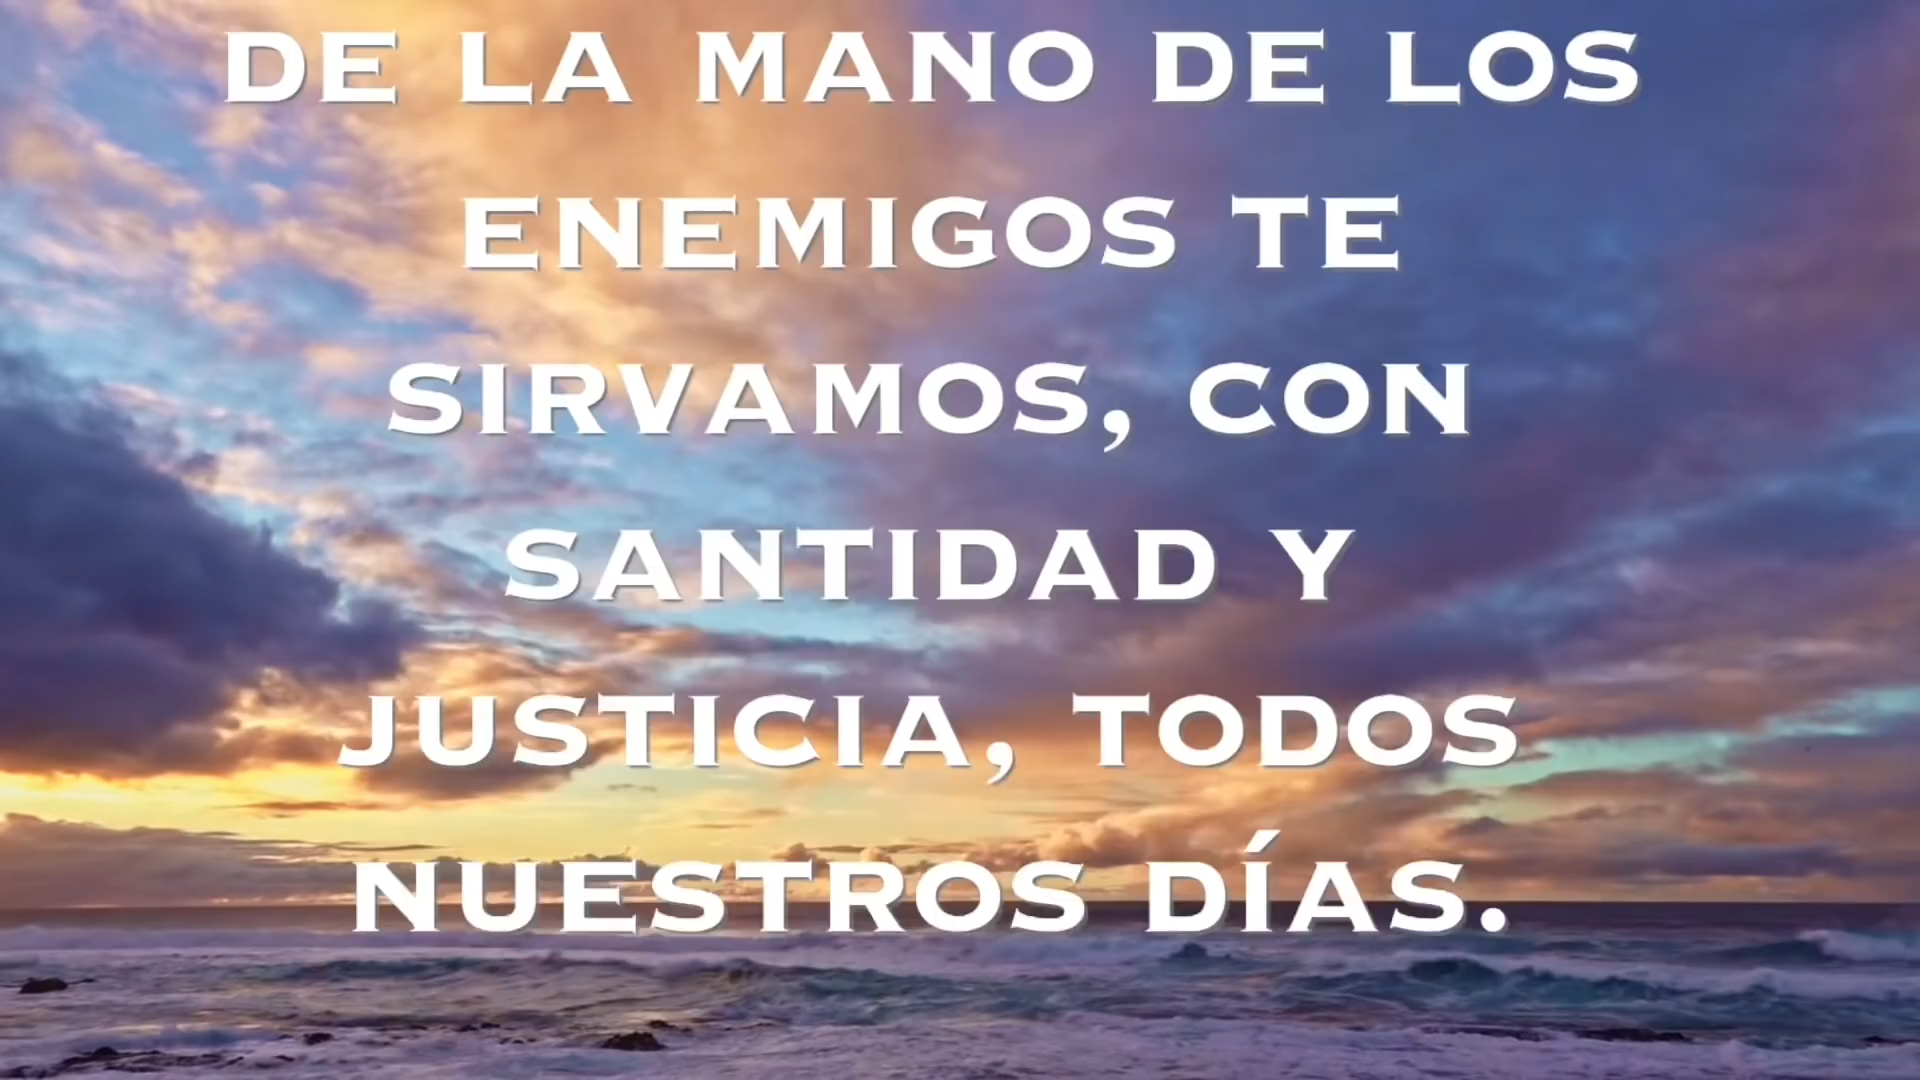 DE LA MANO DE LOS
ENEMIGOS TE
SIRVAMOS, CON
SANTIDAD Y
JUSTICIA, TODOS
NUESTROS DÍAS.